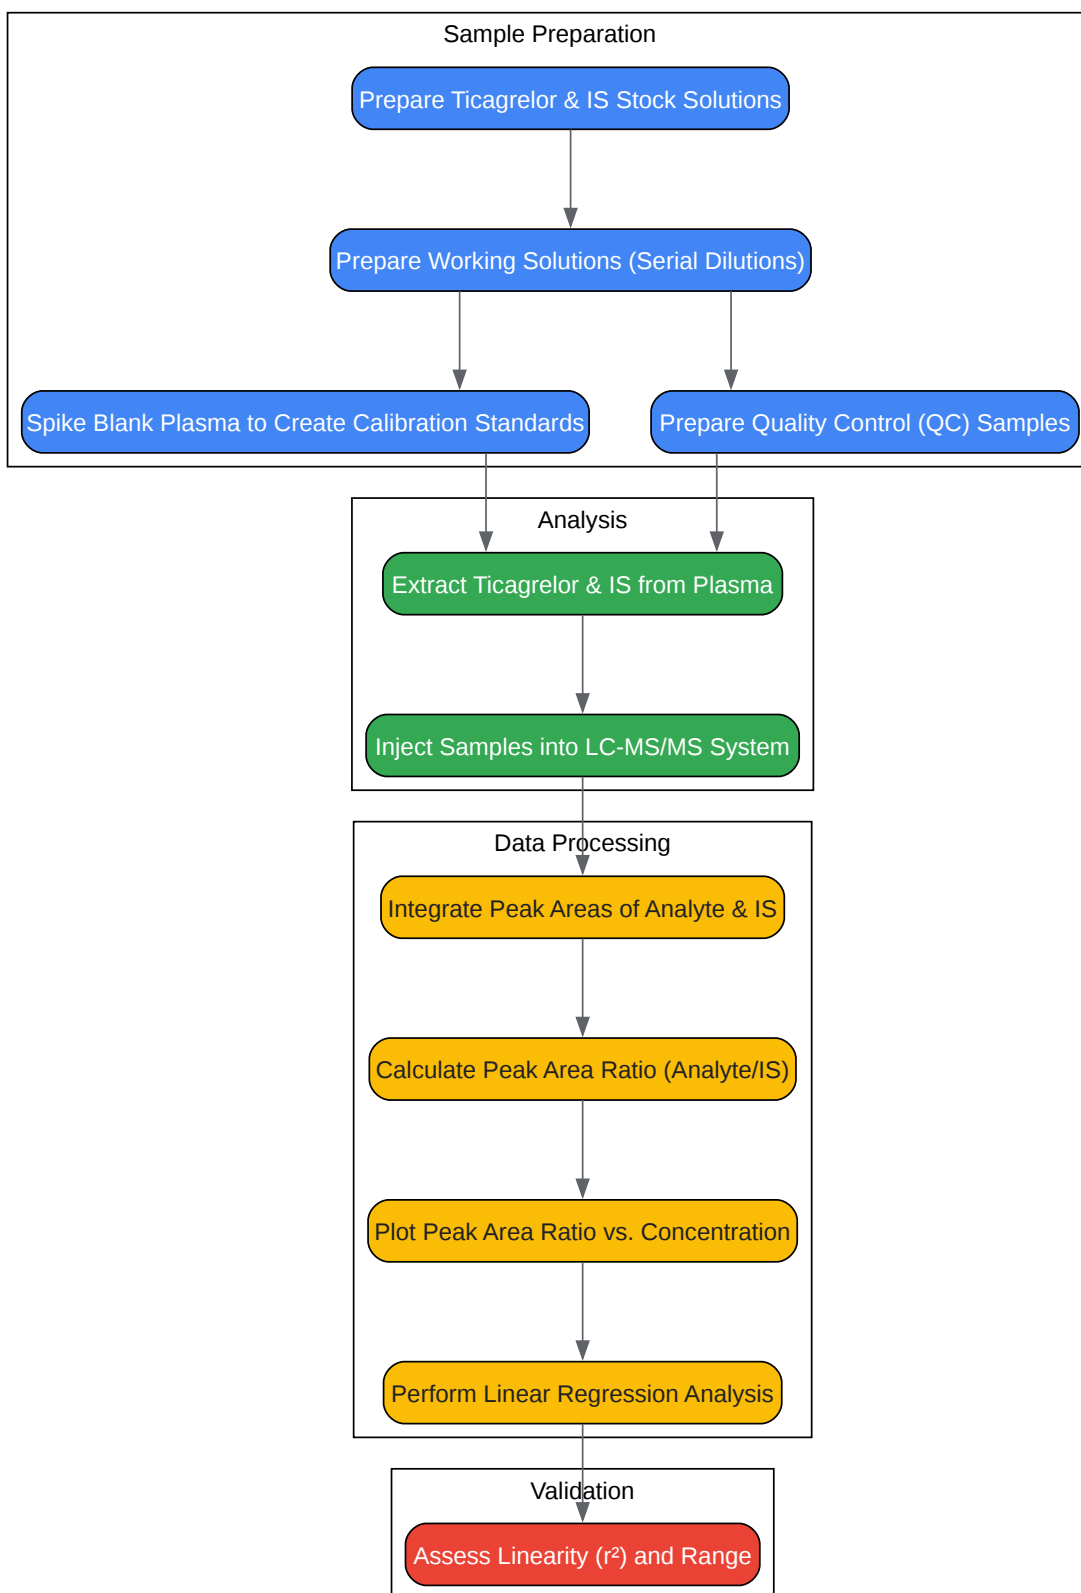 Sample Preparation
Prepare Ticagrelor & IS Stock Solutions
Prepare Working Solutions (Serial Dilutions)
Spike Blank Plasma to Create Calibration Standards
Prepare Quality Control (QC) Samples
Analysis
Extract Ticagrelor & IS from Plasma
Inject Samples into LC-MS/MS System
Data Processing
Integrate Peak Areas of Analyte & IS
Calculate Peak Area Ratio (Analyte/IS)
Plot Peak Area Ratio vs. Concentration
Perform Linear Regression Analysis
Validation
Assess Linearity (r²) and Range